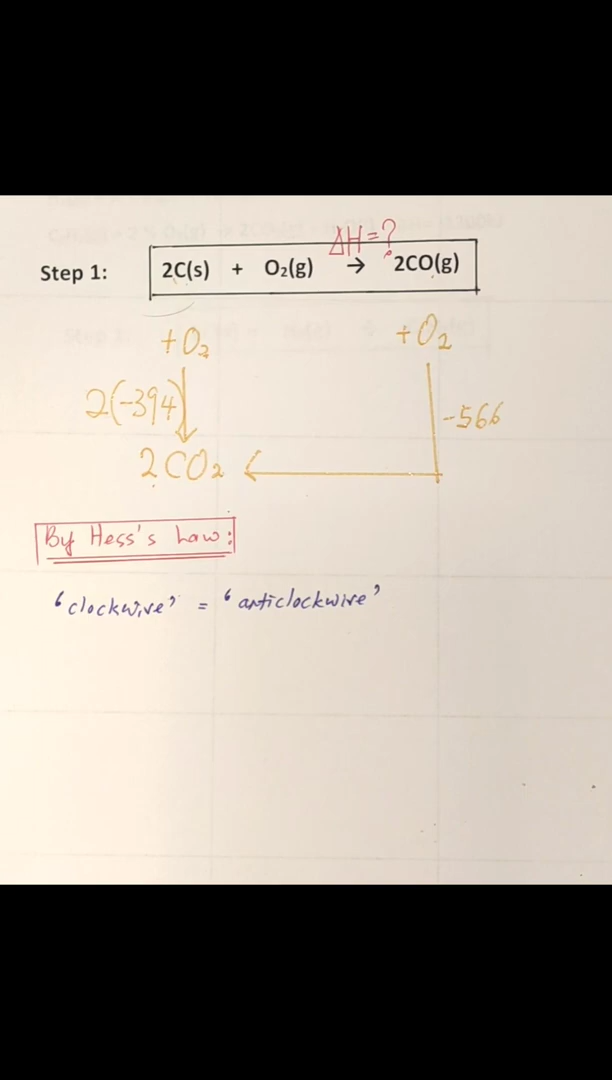 ΔH=?
Step 1: 2C(s) + O₂(g) → 2CO(g)
+O₂ +O₂
2(-394) -566
2CO₂
By Hess's Law:
'clockwise' = 'anticlockwise'